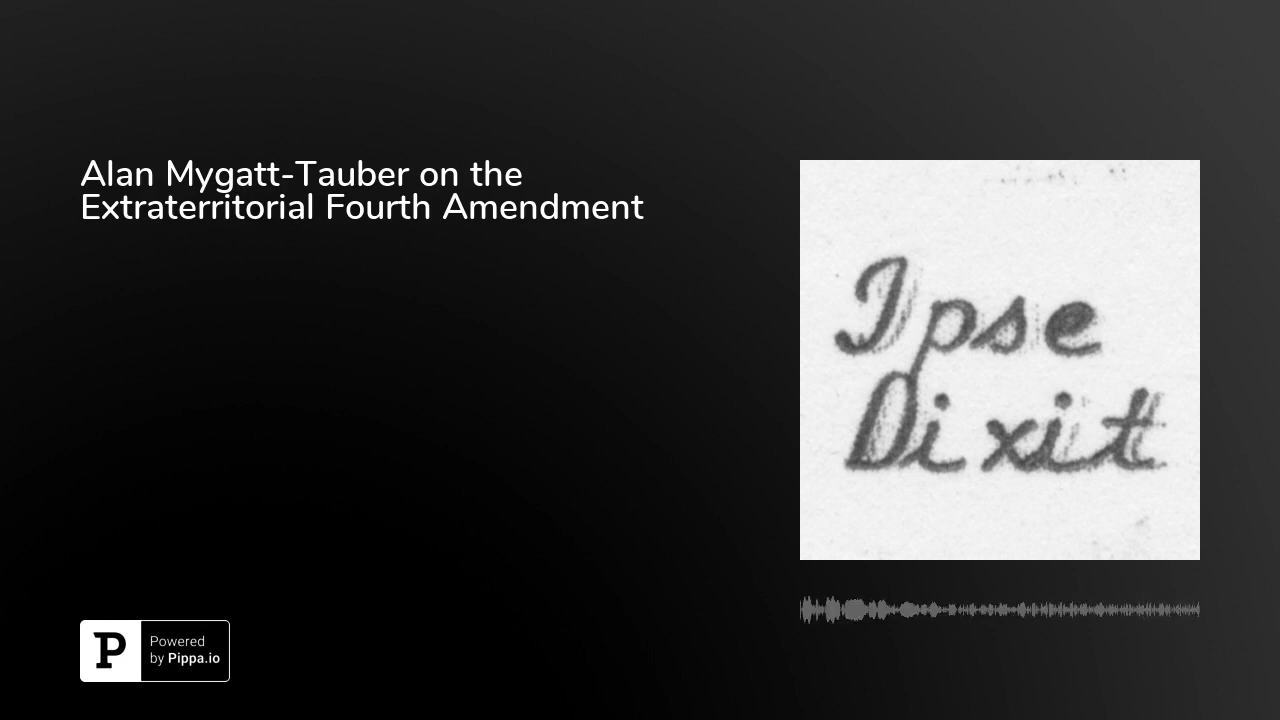 Alan Mygatt-Tauber on the
Extraterritorial Fourth Amendment
Ipse
Dixit
P
Powered
by Pippa.io